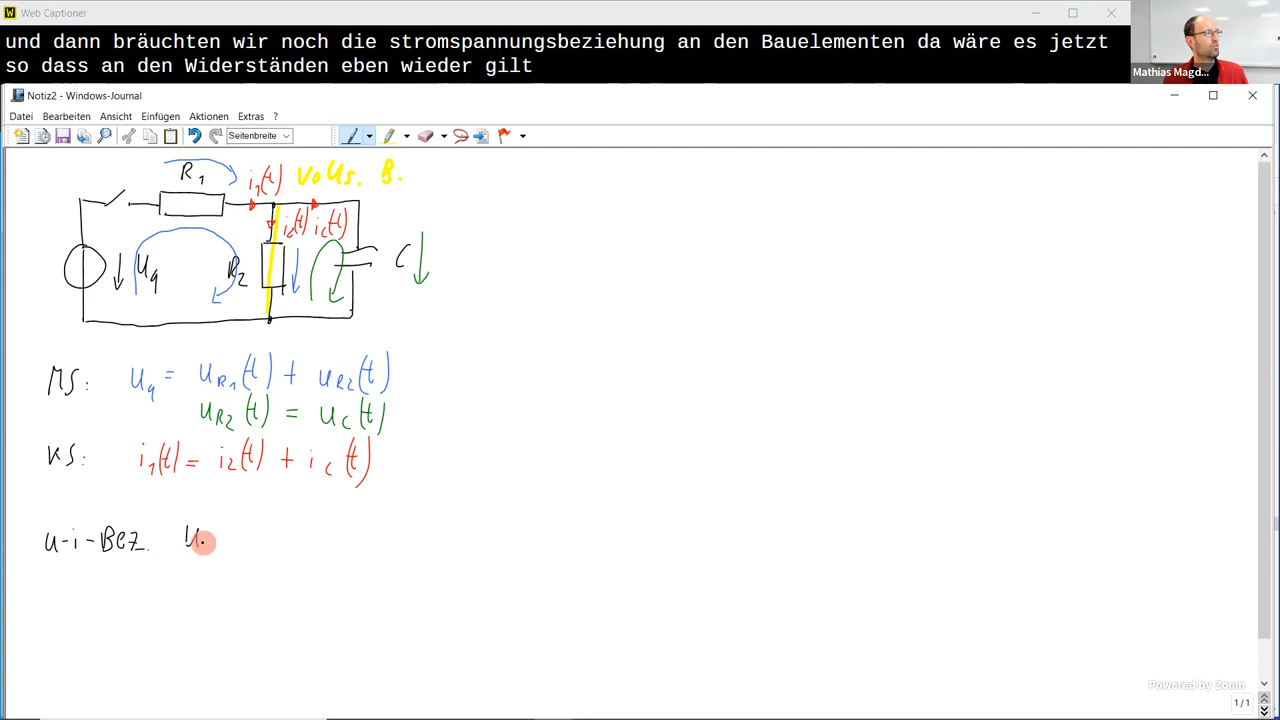 Web Captioner
und dann bräuchten wir noch die stromspannungsbeziehung an den Bauelementen da wäre es jetzt
so dass an den Widerständen eben wieder gilt
Mathias Magd...
Notiz2 - Windows-Journal
Datei Bearbeiten Ansicht Einfügen Aktionen Extras ?
Seitenbreite
R1 i1(t) volls. B.
ic(t) ic(t)
Uq R2 C
MS: uq = uR1(t) + uR2(t)
uR2(t) = uc(t)
KS: i1(t) = i2(t) + ic(t)
u-i-Bez. U
Powered by Zoom
1/1